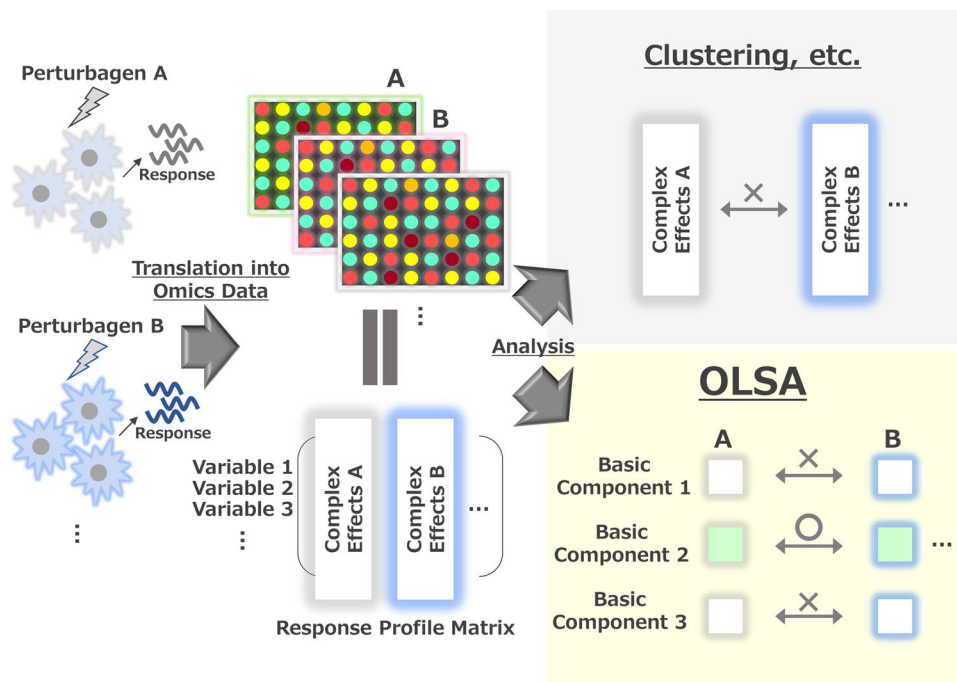 Perturbagen A
Response
Translation into
Omics Data
Perturbagen B
Response
...
A
B
...
Variable 1
Variable 2
Variable 3
...
Complex
Effects A
Complex
Effects B
...
Response Profile Matrix
Analysis
Clustering, etc.
Complex
Effects A
×
Complex
Effects B
...
OLSA
A
B
Basic
Component 1
×
Basic
Component 2
○
...
Basic
Component 3
×